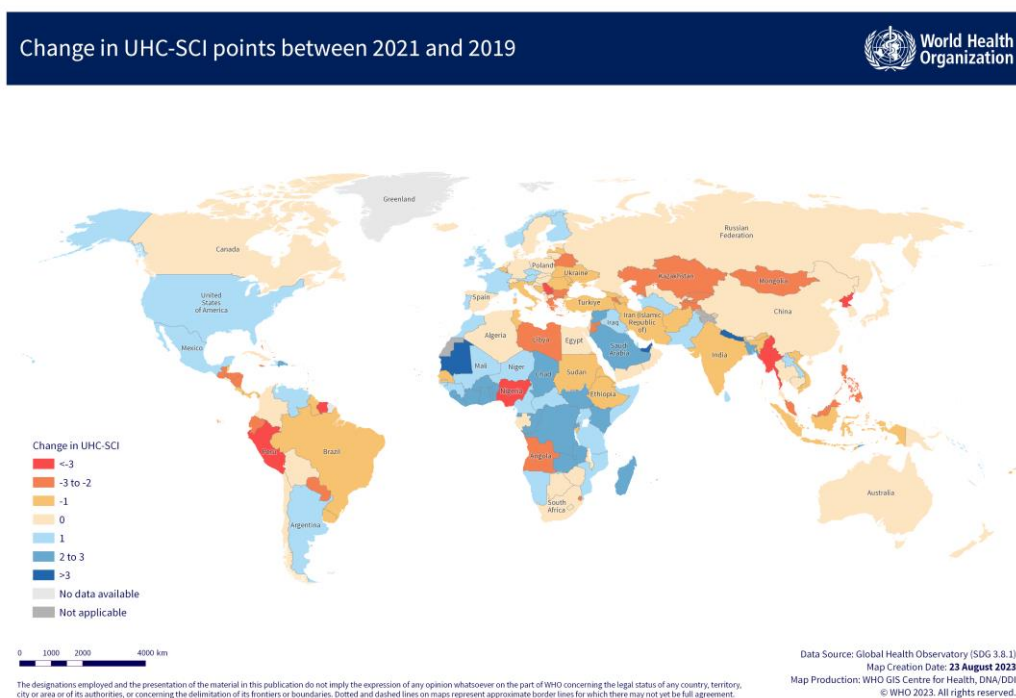 Change in UHC-SCI points between 2021 and 2019
World Health
Organization
Greenland
Canada
Russian
Federation
United
States
of America
Mexico
Poland
Ukraine
Kazakhstan
Mongolia
Spain
Türkiye
Iran (Islamic
Republic
of)
Iraq
China
Algeria
Libya
Egypt
Saudi
Arabia
India
Mali
Niger
Chad
Sudan
Nigeria
Ethiopia
Peru
Brazil
Angola
Argentina
South
Africa
Australia
Change in UHC-SCI
<-3
-3 to -2
-1
0
1
2 to 3
>3
No data available
Not applicable
0 1000 2000 4000 km
Data Source: Global Health Observatory (SDG 3.8.1)
Map Creation Date: 23 August 2023
Map Production: WHO GIS Centre for Health, DNA/DDI
© WHO 2023. All rights reserved.
The designations employed and the presentation of the material in this publication do not imply the expression of any opinion whatsoever on the part of WHO concerning the legal status of any country, territory,
city or area or of its authorities, or concerning the delimitation of its frontiers or boundaries. Dotted and dashed lines on maps represent approximate border lines for which there may not yet be full agreement.